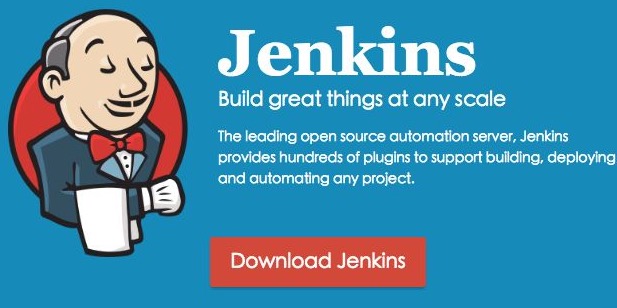 Jenkins
Build great things at any scale
The leading open source automation server, Jenkins
provides hundreds of plugins to support building, deploying
and automating any project.
Download Jenkins